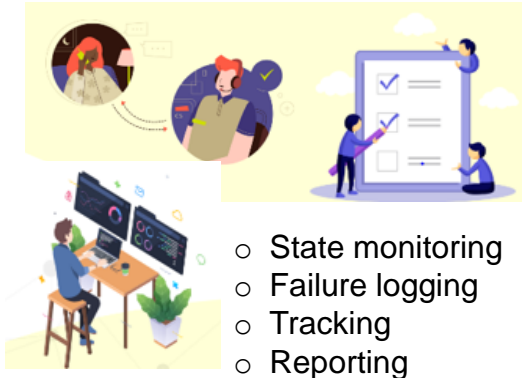 ○ State monitoring
○ Failure logging
○ Tracking
○ Reporting